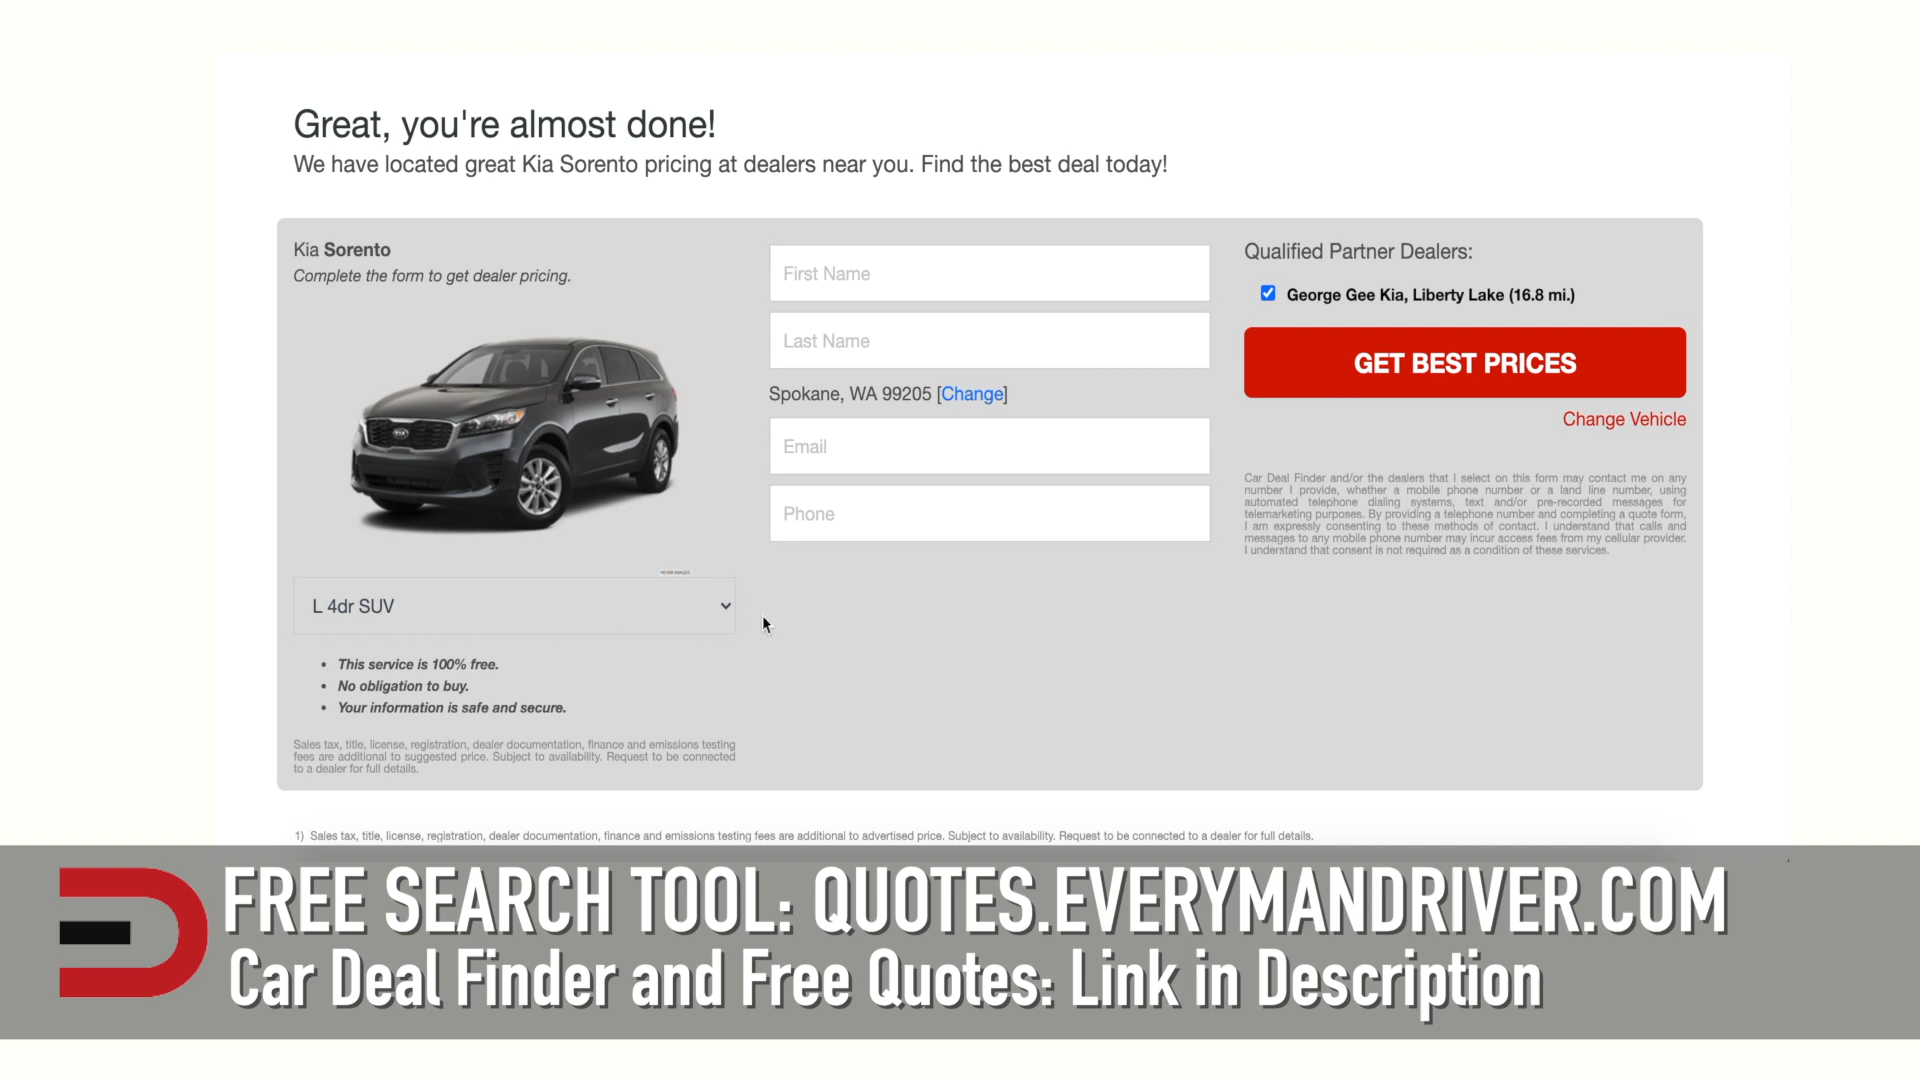 Great, you're almost done!
We have located great Kia Sorento pricing at dealers near you. Find the best deal today!
Kia Sorento
Complete the form to get dealer pricing.
L 4dr SUV
• This service is 100% free.
• No obligation to buy.
• Your information is safe and secure.
Sales tax, title, license, registration, dealer documentation, finance and emissions testing
fees are additional to suggested price. Subject to availability. Request to be connected
to a dealer for full details.
First Name
Last Name
Spokane, WA 99205 [Change]
Email
Phone
Qualified Partner Dealers:
George Gee Kia, Liberty Lake (16.8 mi.)
GET BEST PRICES
Change Vehicle
Car Deal Finder and/or the dealers that I select on this form may contact me on any
number I provide, whether a mobile phone number or a land line number, using
automated telephone dialing systems, text and/or pre-recorded messages for
telemarketing purposes. By providing a telephone number and completing a quote form,
I am expressly consenting to these methods of contact. I understand that calls and
messages to any mobile phone number may incur access fees from my cellular provider.
I understand that consent is not required as a condition of these services.
1) Sales tax, title, license, registration, dealer documentation, finance and emissions testing fees are additional to advertised price. Subject to availability. Request to be connected to a dealer for full details.
FREE SEARCH TOOL: QUOTES.EVERYMANDRIVER.COM
Car Deal Finder and Free Quotes: Link in Description